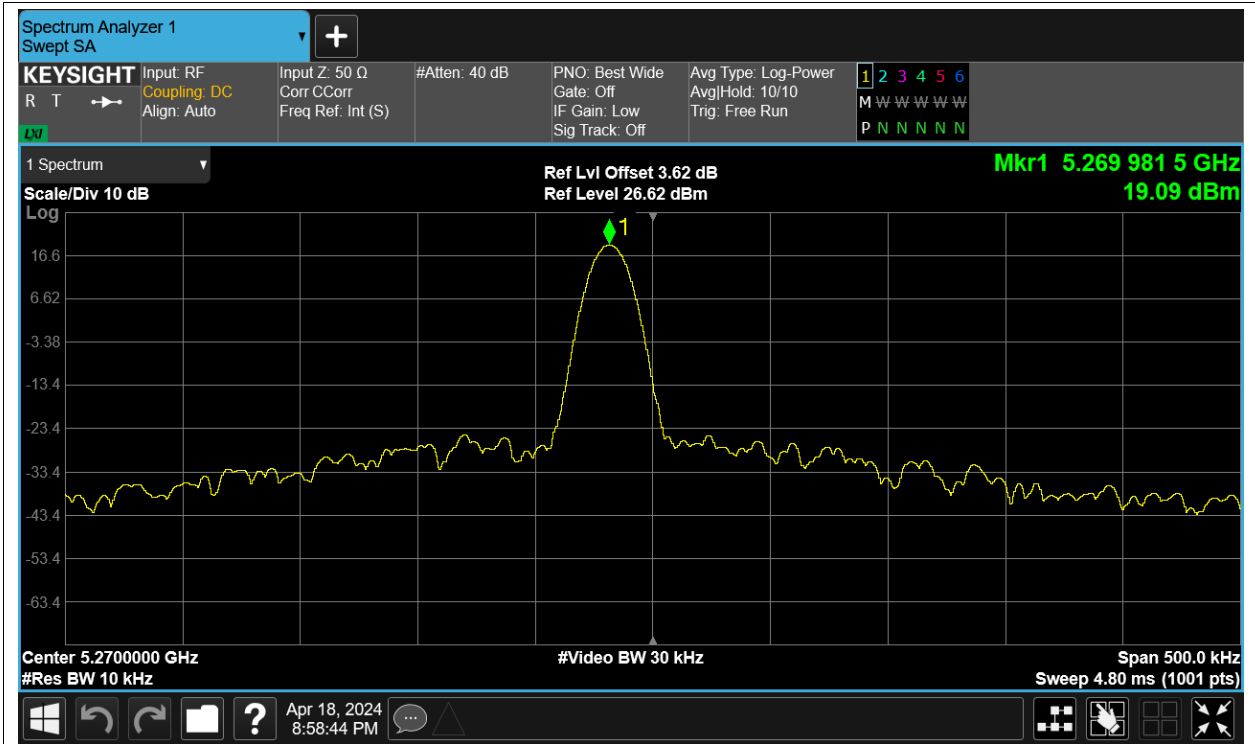 Spectrum Analyzer 1
Swept SA
KEYSIGHT
R T
LXI
Input: RF
Coupling: DC
Align: Auto
Input Z: 50 Ω
Corr CCorr
Freq Ref: Int (S)
#Atten: 40 dB
PNO: Best Wide
Gate: Off
IF Gain: Low
Sig Track: Off
Avg Type: Log-Power
Avg|Hold: 10/10
Trig: Free Run
1 2 3 4 5 6
M W W W W W
P N N N N N
1 Spectrum
Scale/Div 10 dB
Log
Ref Lvl Offset 3.62 dB
Ref Level 26.62 dBm
Mkr1 5.269 981 5 GHz
19.09 dBm
1
16.6
6.62
-3.38
-13.4
-23.4
-33.4
-43.4
-53.4
-63.4
Center 5.2700000 GHz
#Res BW 10 kHz
#Video BW 30 kHz
Span 500.0 kHz
Sweep 4.80 ms (1001 pts)
?
Apr 18, 2024
8:58:44 PM